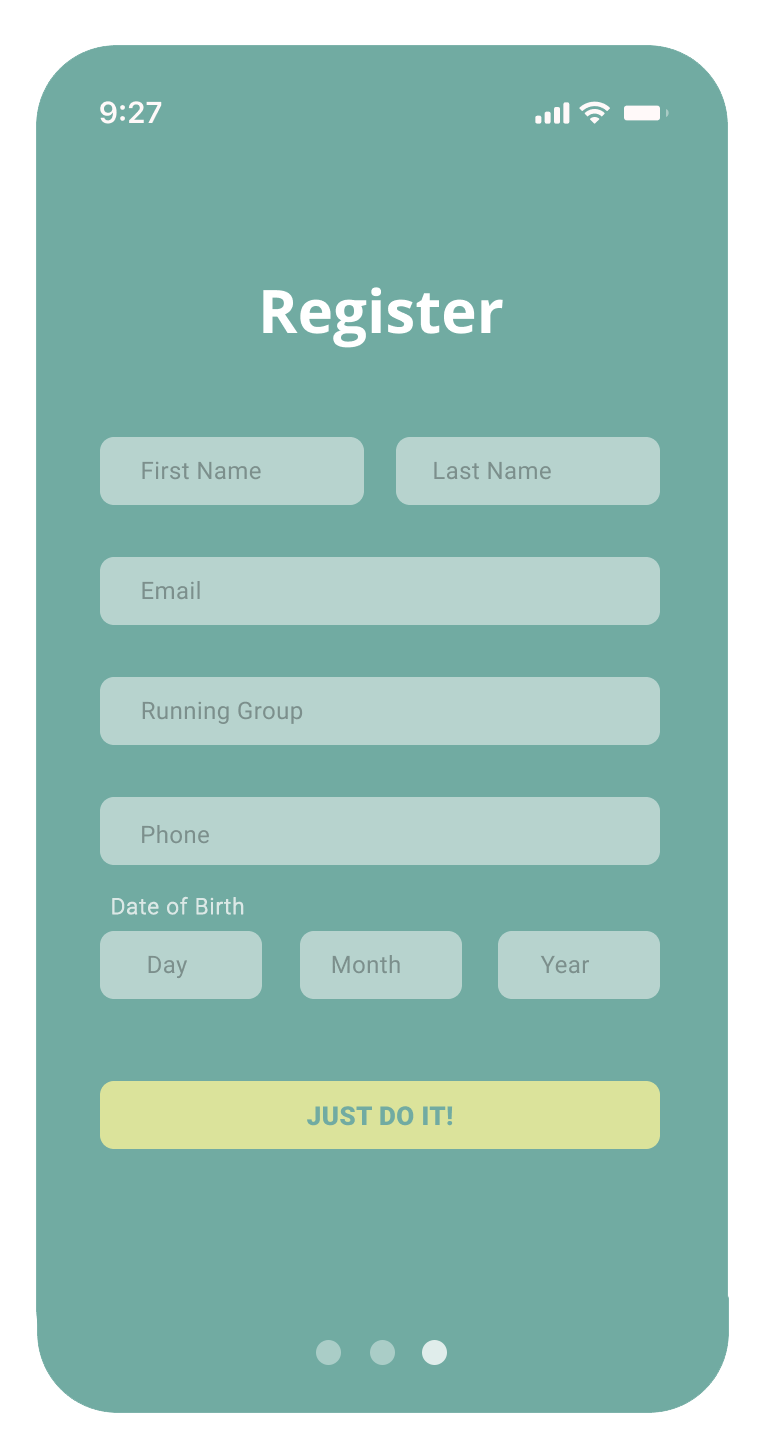 9:27
Register
First Name Last Name
Email
Running Group
Phone
Date of Birth
Day Month Year
JUST DO IT!